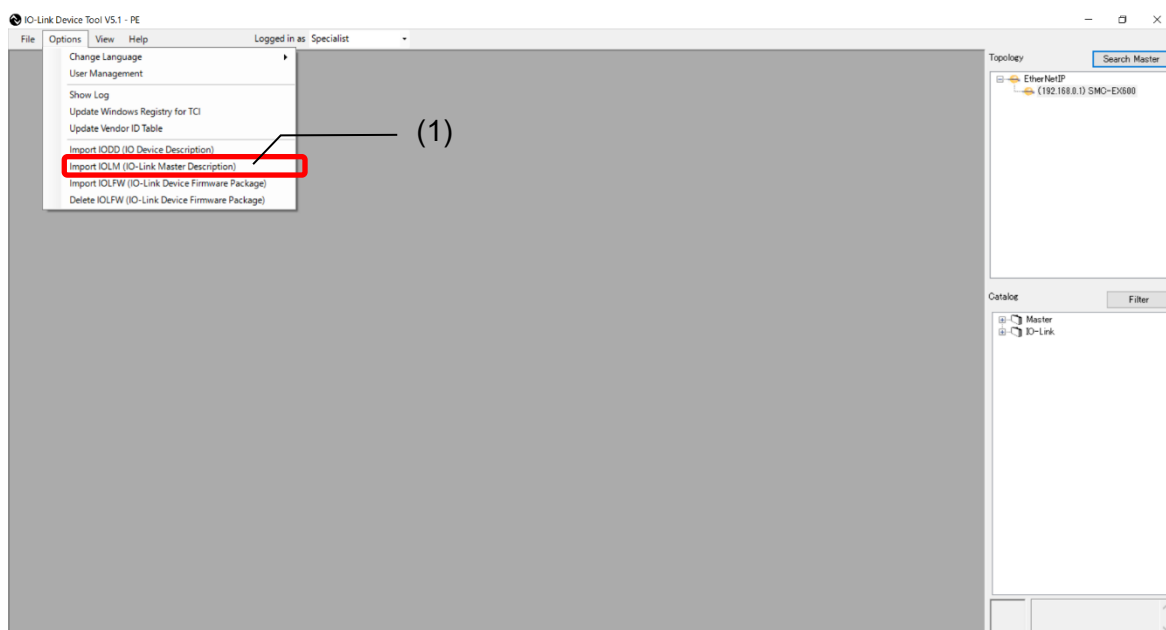 IO-Link Device Tool V5.1 - PE
File Options View Help Logged in as Specialist
Change Language
User Management
Show Log
Update Windows Registry for TCI
Update Vendor ID Table
Import IODD (IO Device Description)
Import IOLM (IO-Link Master Description)
Import IOLFW (IO-Link Device Firmware Package)
Delete IOLFW (IO-Link Device Firmware Package)
(1)
Topology Search Master
EtherNetIP
(192.168.0.1) SMC-EX600
Catalog Filter
Master
IO-Link